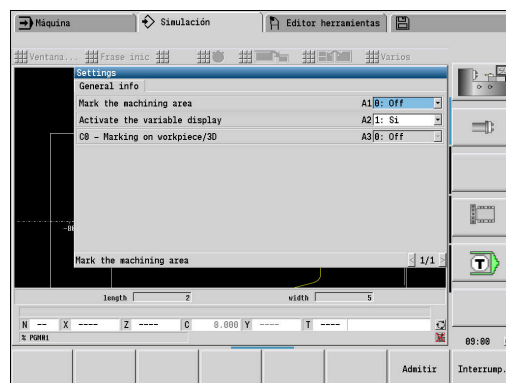 Máquina Simulación Editor herramientas
Ventana... Frase inic Varios
Settings
General info
Mark the machining area A1 0: Off
Activate the variable display A2 1: Si
C0 - Marking on workpiece/3D A3 0: Off
Mark the machining area 1/1
length 2 width 5
N -- X ---- Z ---- C 0.000 Y ---- T ----
% PGM01
09:00
Admitir Interrump.